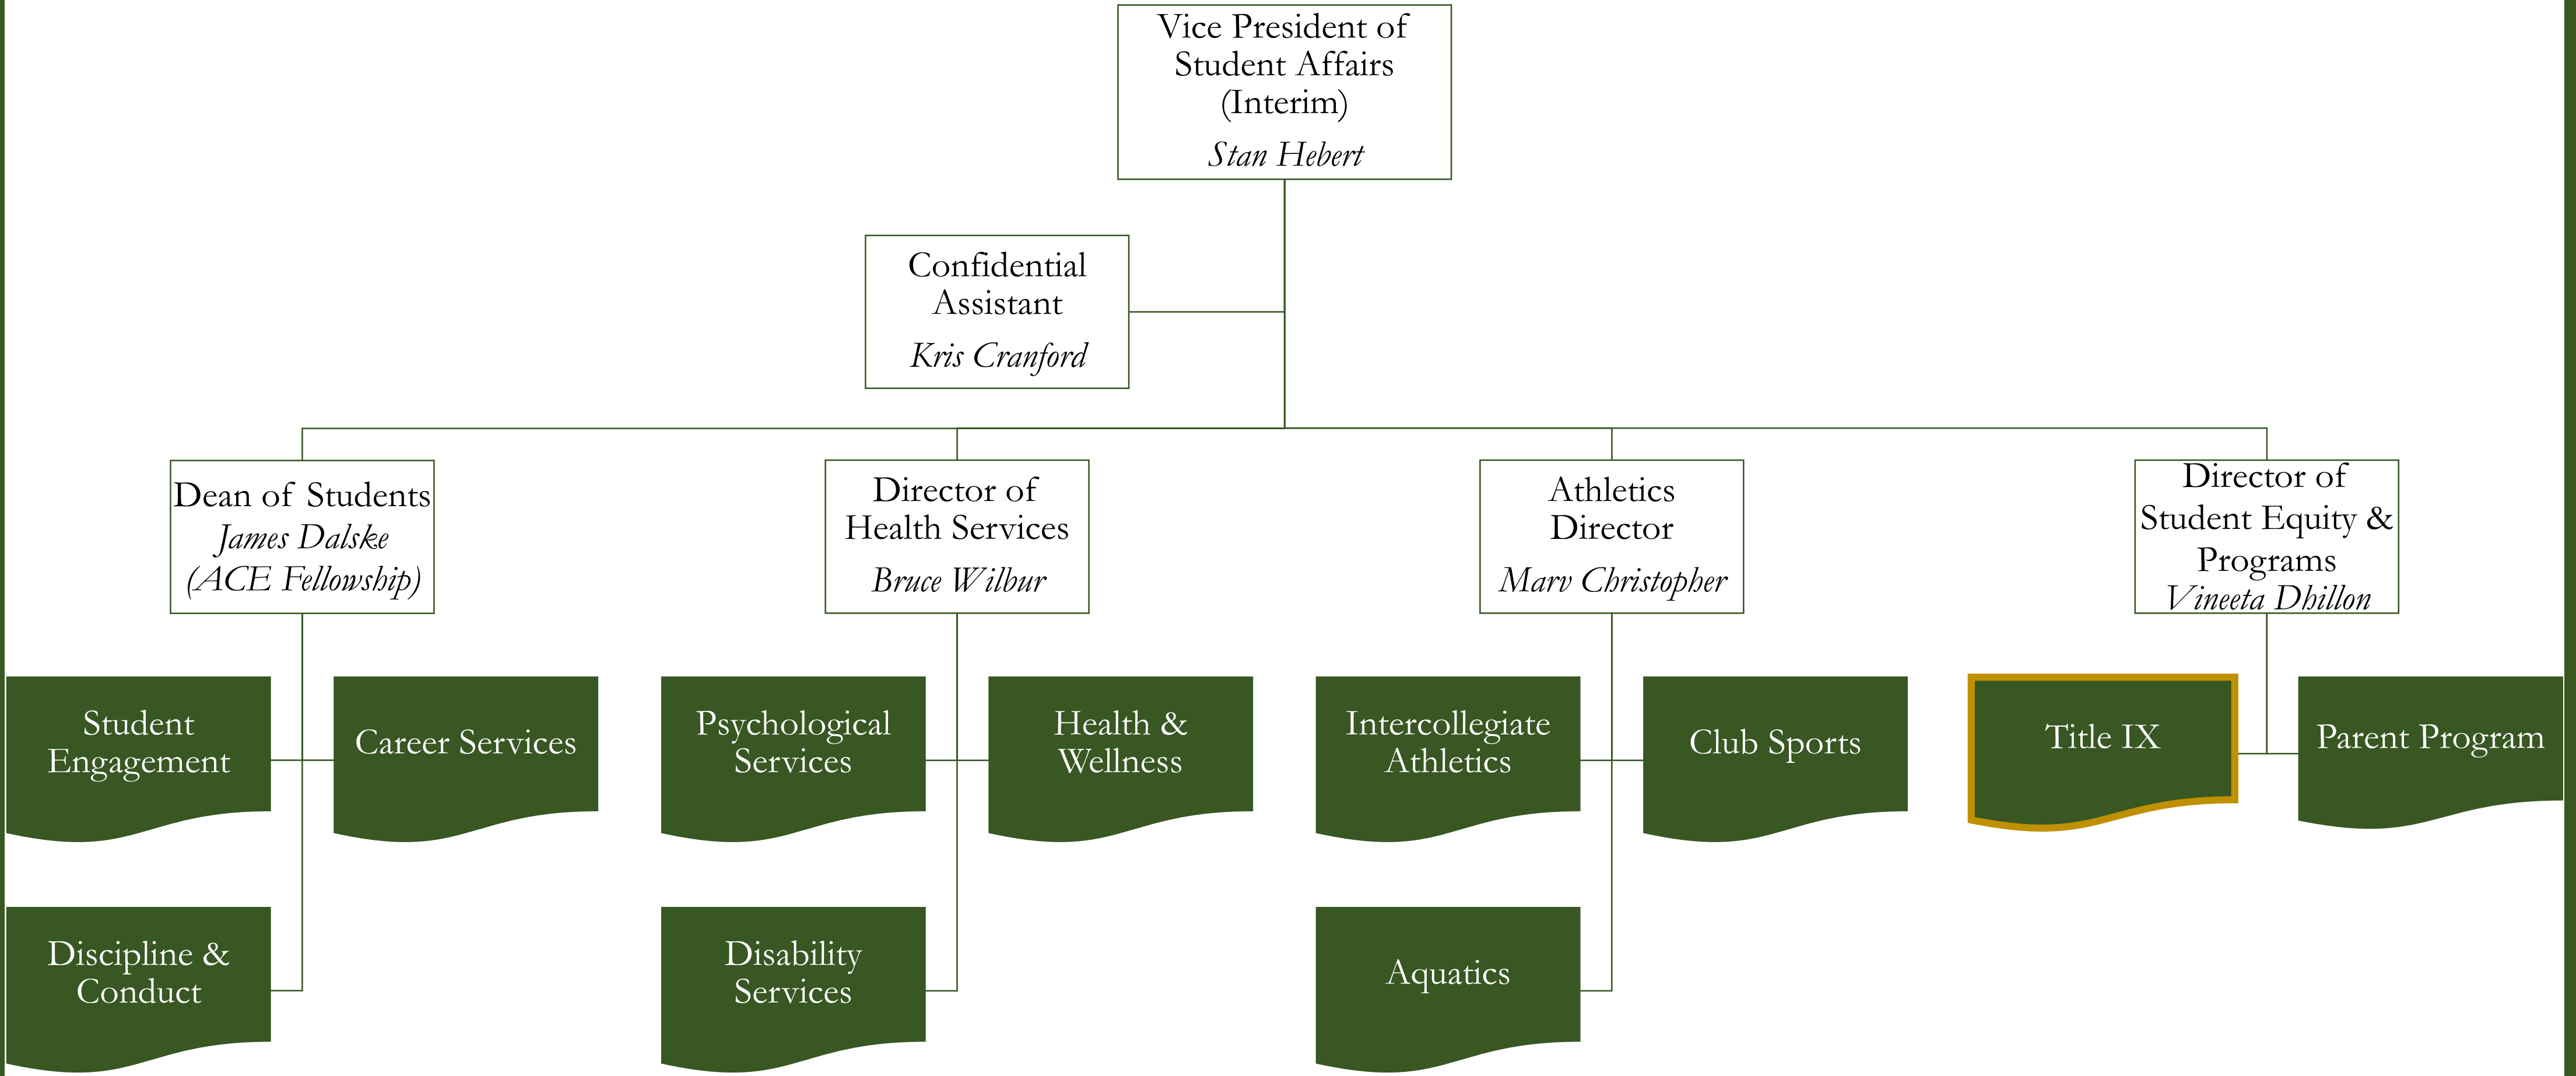 Vice President of
Student Affairs
(Interim)
Stan Hebert
Confidential
Assistant
Kris Cranford
Dean of Students
James Dalske
(ACE Fellowship)
Director of
Health Services
Bruce Wilbur
Athletics
Director
Marv Christopher
Director of
Student Equity &
Programs
Vineeta Dhillon
Student
Engagement
Career Services
Psychological
Services
Health &
Wellness
Intercollegiate
Athletics
Club Sports
Title IX
Parent Program
Discipline &
Conduct
Disability
Services
Aquatics